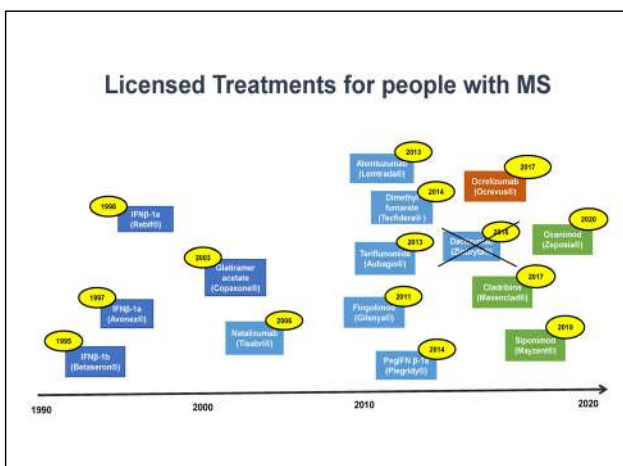 Licensed Treatments for people with MS
2013
Alemtuzumab
(Lemtrada®)
2017
Ocrelizumab
(Ocrevus®)
2014
Dimethyl
fumarate
(Tecfidera®)
1998
IFNβ-1a
(Rebif®)
2020
Ozanimod
(Zeposia®)
2013
Teriflunomide
(Aubagio®)
2003
Glatiramer
acetate
(Copaxone®)
2017
Cladribine
(Mavenclad®)
1997
IFNβ-1a
(Avonex®)
2011
Fingolimod
(Gilenya®)
2006
Natalizumab
(Tisabri®)
2019
Siponimod
(Mayzent®)
1995
IFNβ-1b
(Betaseron®)
2014
PegIFN β-1a
(Plegridy®)
1990
2000
2010
2020